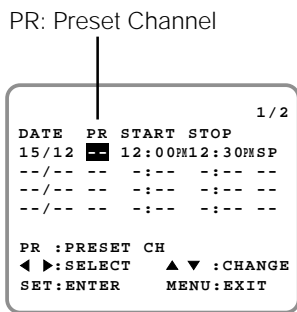 PR: Preset Channel
1/2
DATE PR START STOP
15/12 -- 12:00PM12:30PMSP
--/-- -- -:-- -:-- --
--/-- -- -:-- -:-- --
--/-- -- -:-- -:-- --
PR :PRESET CH
◀ ▶:SELECT ▲ ▼ :CHANGE
SET:ENTER MENU:EXIT